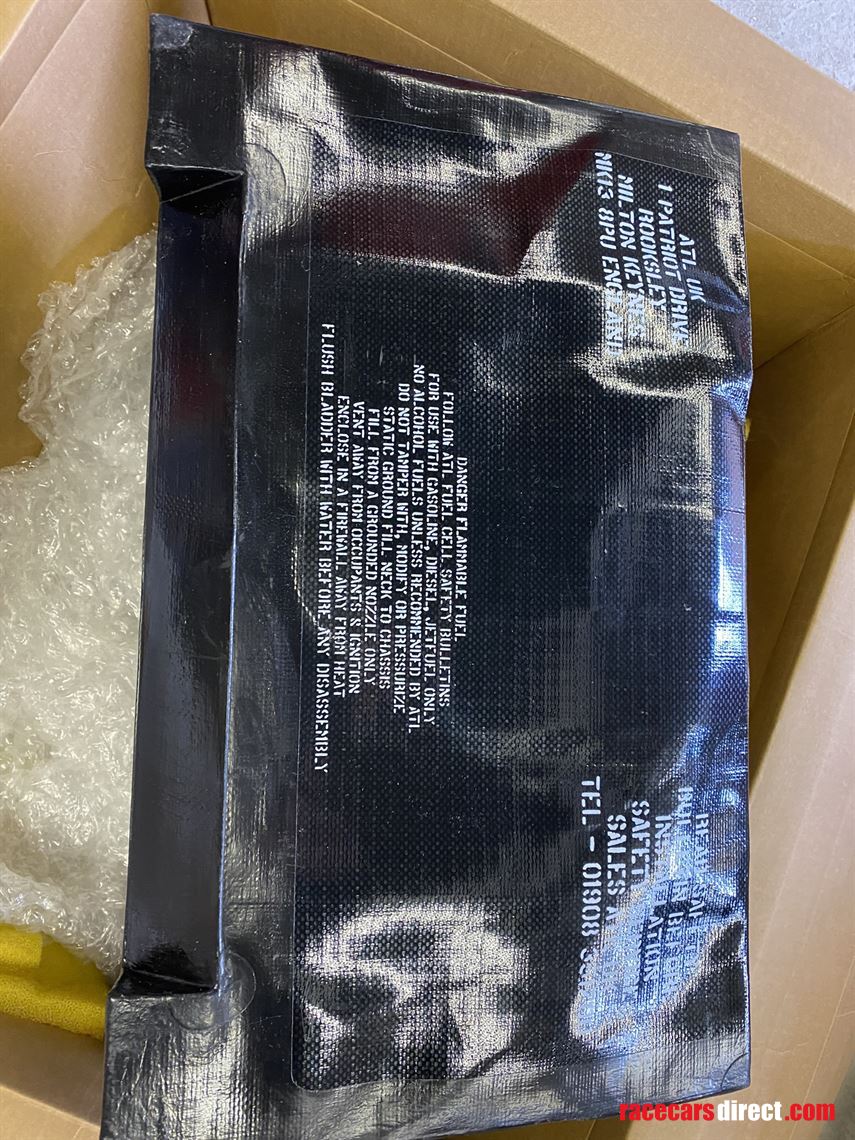 ATL UK
1 PATRIOT DRIVE
ROOKSLEY
MILTON KEYNES
MK13 8PU ENGLAND
DANGER FLAMMABLE FUEL
FOLLOW ATL FUEL CELL SAFETY BULLETINS
FOR USE WITH GASOLINE, DIESEL, JETFUEL ONLY
NO ALCOHOL FUELS UNLESS RECOMMENDED BY ATL
DO NOT TAMPER WITH, MODIFY OR PRESSURIZE
STATIC GROUND FILL NECK TO CHASSIS
FILL FROM A GROUNDED NOZZLE ONLY
VENT AWAY FROM OCCUPANTS & IGNITION
ENCLOSE IN A FIREWALL AWAY FROM HEAT
FLUSH BLADDER WITH WATER BEFORE ANY DISASSEMBLY
SAFETY
SALES
TEL - 01908
racecarsdirect.com